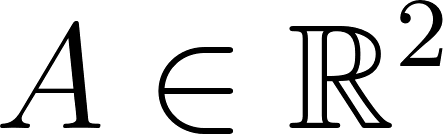 A ∈ ℝ²